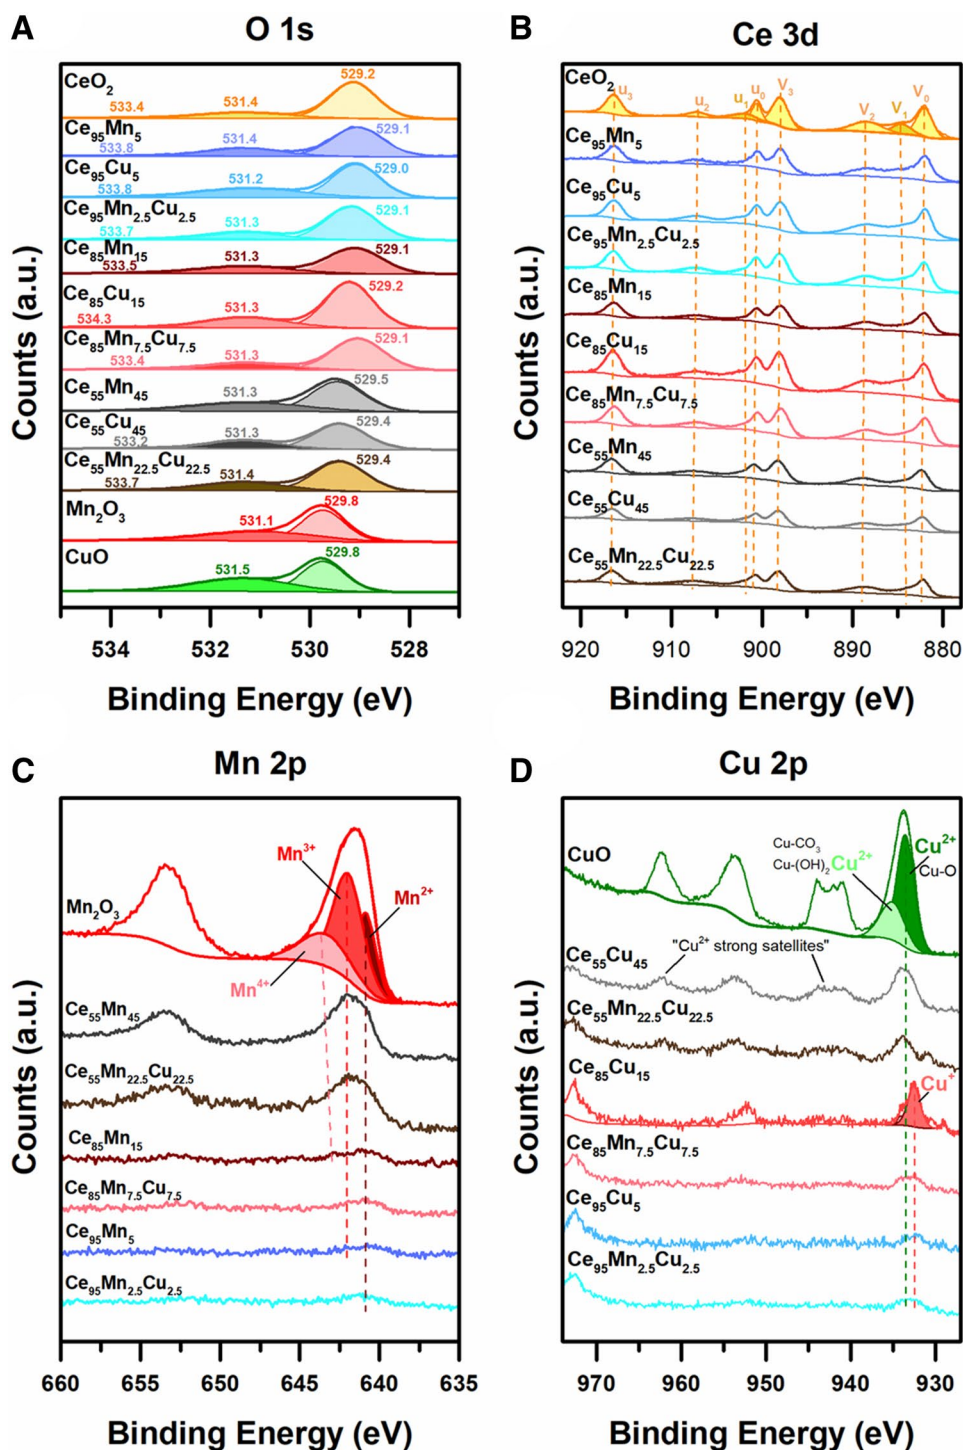 A
O 1s
CeO2
533.4
531.4
529.2
Ce95Mn5
533.8
531.4
529.1
Ce95Cu5
533.8
531.2
529.0
Ce95Mn2.5Cu2.5
533.7
531.3
529.1
Ce85Mn15
533.5
531.3
529.1
Ce85Cu15
534.3
531.3
529.2
Ce85Mn7.5Cu7.5
533.4
531.3
529.1
Ce55Mn45
531.3
529.5
Ce55Cu45
533.2
531.3
529.4
Ce55Mn22.5Cu22.5
533.7
531.4
529.4
Mn2O3
531.1
529.8
CuO
531.5
529.8
Counts (a.u.)
534 532 530 528
Binding Energy (eV)
B
Ce 3d
CeO2
u3 u2 u1 u0 V3 V2 V1 V0
Ce95Mn5
Ce95Cu5
Ce95Mn2.5Cu2.5
Ce85Mn15
Ce85Cu15
Ce85Mn7.5Cu7.5
Ce55Mn45
Ce55Cu45
Ce55Mn22.5Cu22.5
Counts (a.u.)
920 910 900 890 880
Binding Energy (eV)
C
Mn 2p
Mn2O3
Mn3+
Mn2+
Mn4+
Ce55Mn45
Ce55Mn22.5Cu22.5
Ce85Mn15
Ce85Mn7.5Cu7.5
Ce95Mn5
Ce95Mn2.5Cu2.5
Counts (a.u.)
660 655 650 645 640 635
Binding Energy (eV)
D
Cu 2p
CuO
Cu-CO3
Cu-(OH)2
Cu2+
Cu2+
Cu-O
"Cu2+ strong satellites"
Ce55Cu45
Ce55Mn22.5Cu22.5
Ce85Cu15
Cu+
Ce85Mn7.5Cu7.5
Ce95Cu5
Ce95Mn2.5Cu2.5
Counts (a.u.)
970 960 950 940 930
Binding Energy (eV)